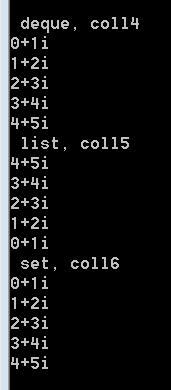 deque, coll4
0+1i
1+2i
2+3i
3+4i
4+5i
list, coll5
4+5i
3+4i
2+3i
1+2i
0+1i
set, coll6
0+1i
1+2i
2+3i
3+4i
4+5i